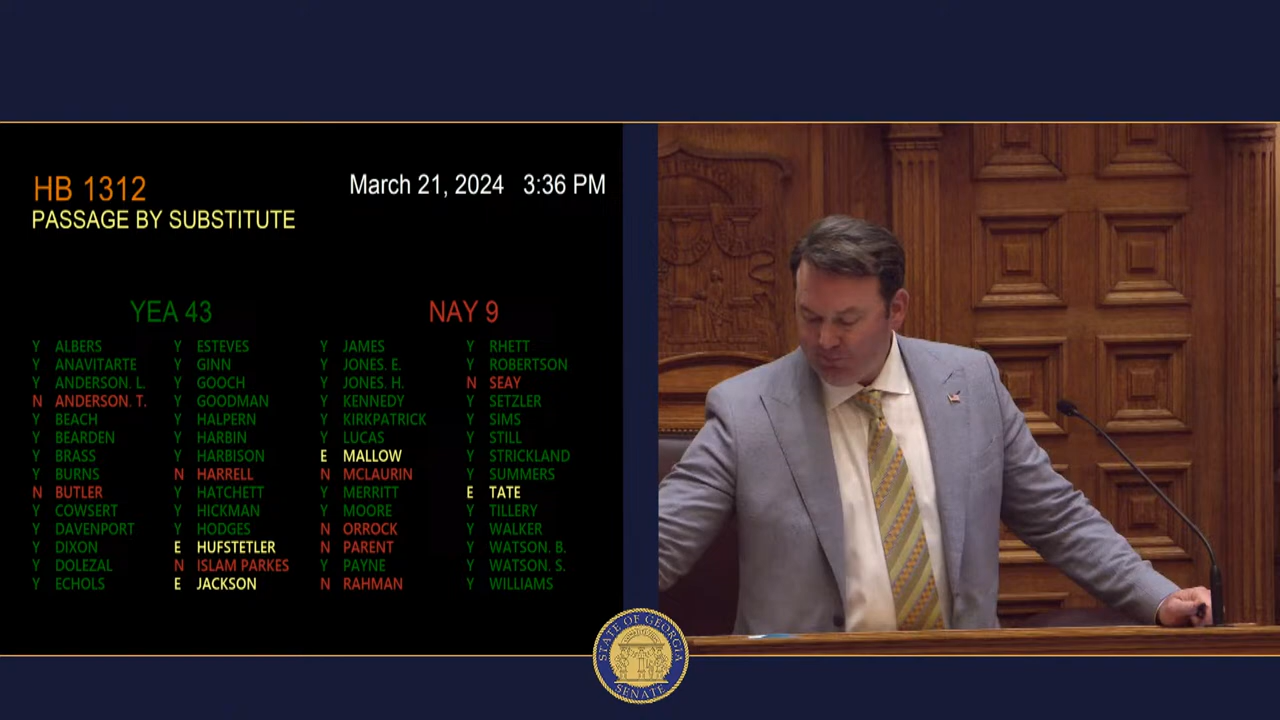 HB 1312
March 21, 2024 3:36 PM
PASSAGE BY SUBSTITUTE
YEA 43
NAY 9
Y ALBERS
Y ANAVITARTE
Y ANDERSON. L.
N ANDERSON. T.
Y BEACH
Y BEARDEN
Y BRASS
Y BURNS
N BUTLER
Y COWSERT
Y DAVENPORT
Y DIXON
Y DOLEZAL
Y ECHOLS
Y ESTEVES
Y GINN
Y GOOCH
Y GOODMAN
Y HALPERN
Y HARBIN
Y HARBISON
N HARRELL
Y HATCHETT
Y HICKMAN
Y HODGES
E HUFSTETLER
N ISLAM PARKES
E JACKSON
Y JAMES
Y JONES. E.
Y JONES. H.
Y KENNEDY
Y KIRKPATRICK
Y LUCAS
E MALLOW
N MCLAURIN
Y MERRITT
Y MOORE
N ORROCK
N PARENT
Y PAYNE
N RAHMAN
Y RHETT
Y ROBERTSON
N SEAY
Y SETZLER
Y SIMS
Y STILL
Y STRICKLAND
Y SUMMERS
E TATE
Y TILLERY
Y WALKER
Y WATSON. B.
Y WATSON. S.
Y WILLIAMS
STATE OF GEORGIA
SENATE